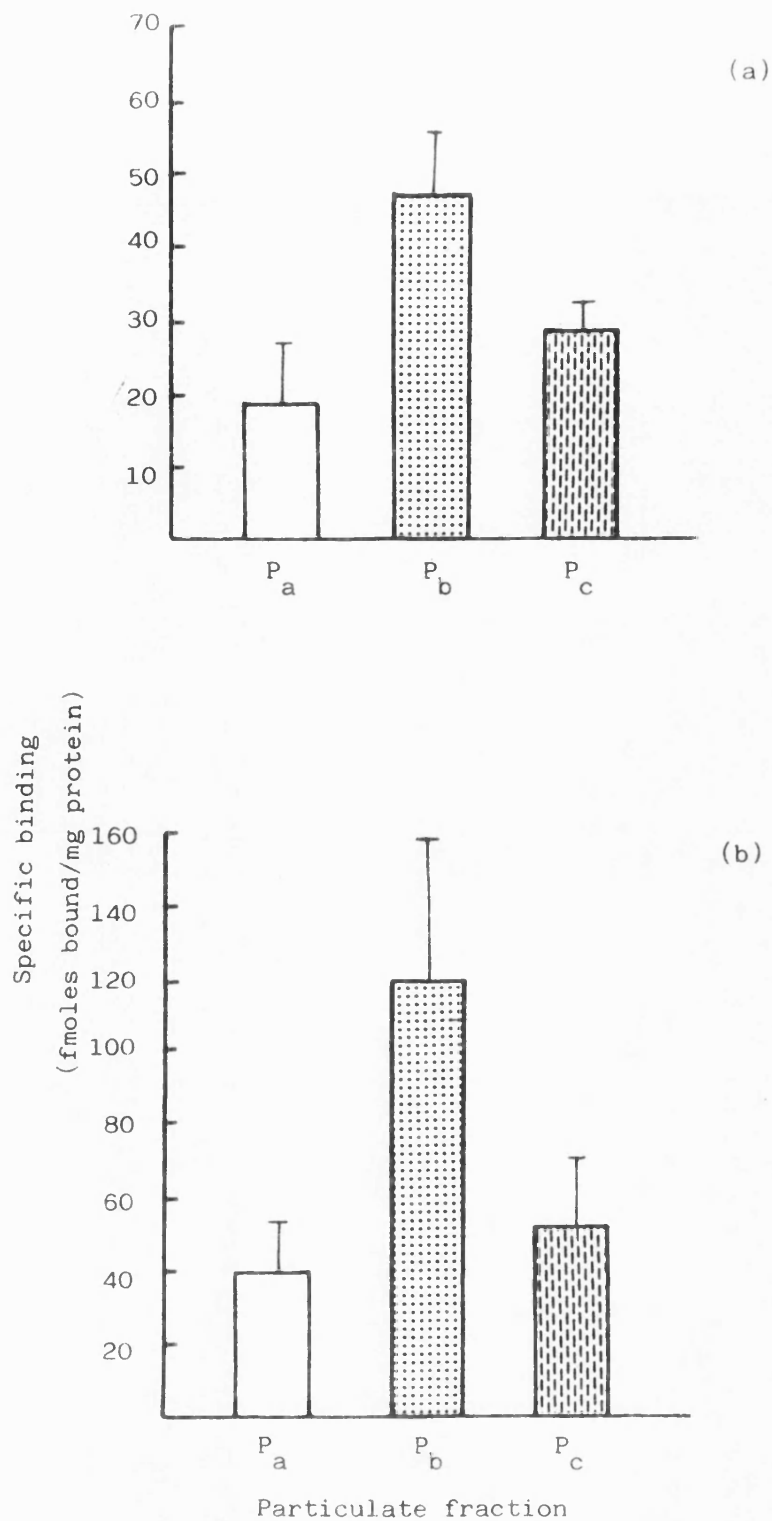 70
(a)
60
50
40
30
20
10
Pa
Pb
Pc
Specific binding
(fmoles bound/mg protein)
160
(b)
140
120
100
80
60
40
20
Pa
Pb
Pc
Particulate fraction